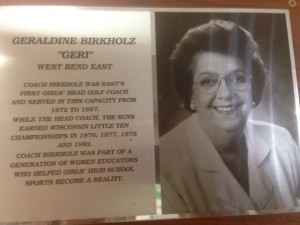 GERALDINE BIRKHOLZ
"GERI"
WEST BEND EAST
COACH BIRKHOLZ WAS EAST'S
FIRST GIRLS' HEAD GOLF COACH
AND SERVED IN THIS CAPACITY FROM
1972 TO 1997.
WHILE THE HEAD COACH, THE SUNS
EARNED WISCONSIN LITTLE TEN
CHAMPIONSHIPS IN 1976, 1977, 1978
AND 1982.
COACH BIRKHOLZ WAS PART OF A
GENERATION OF WOMEN EDUCATORS
WHO HELPED GIRLS' HIGH SCHOOL
SPORTS BECOME A REALITY.